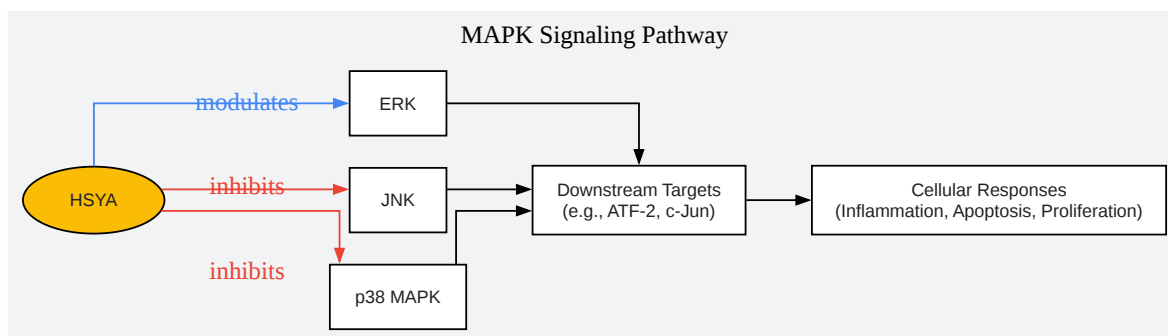 MAPK Signaling Pathway
modulates
ERK
HSYA
inhibits
JNK
Downstream Targets
(e.g., ATF-2, c-Jun)
Cellular Responses
(Inflammation, Apoptosis, Proliferation)
inhibits
p38 MAPK